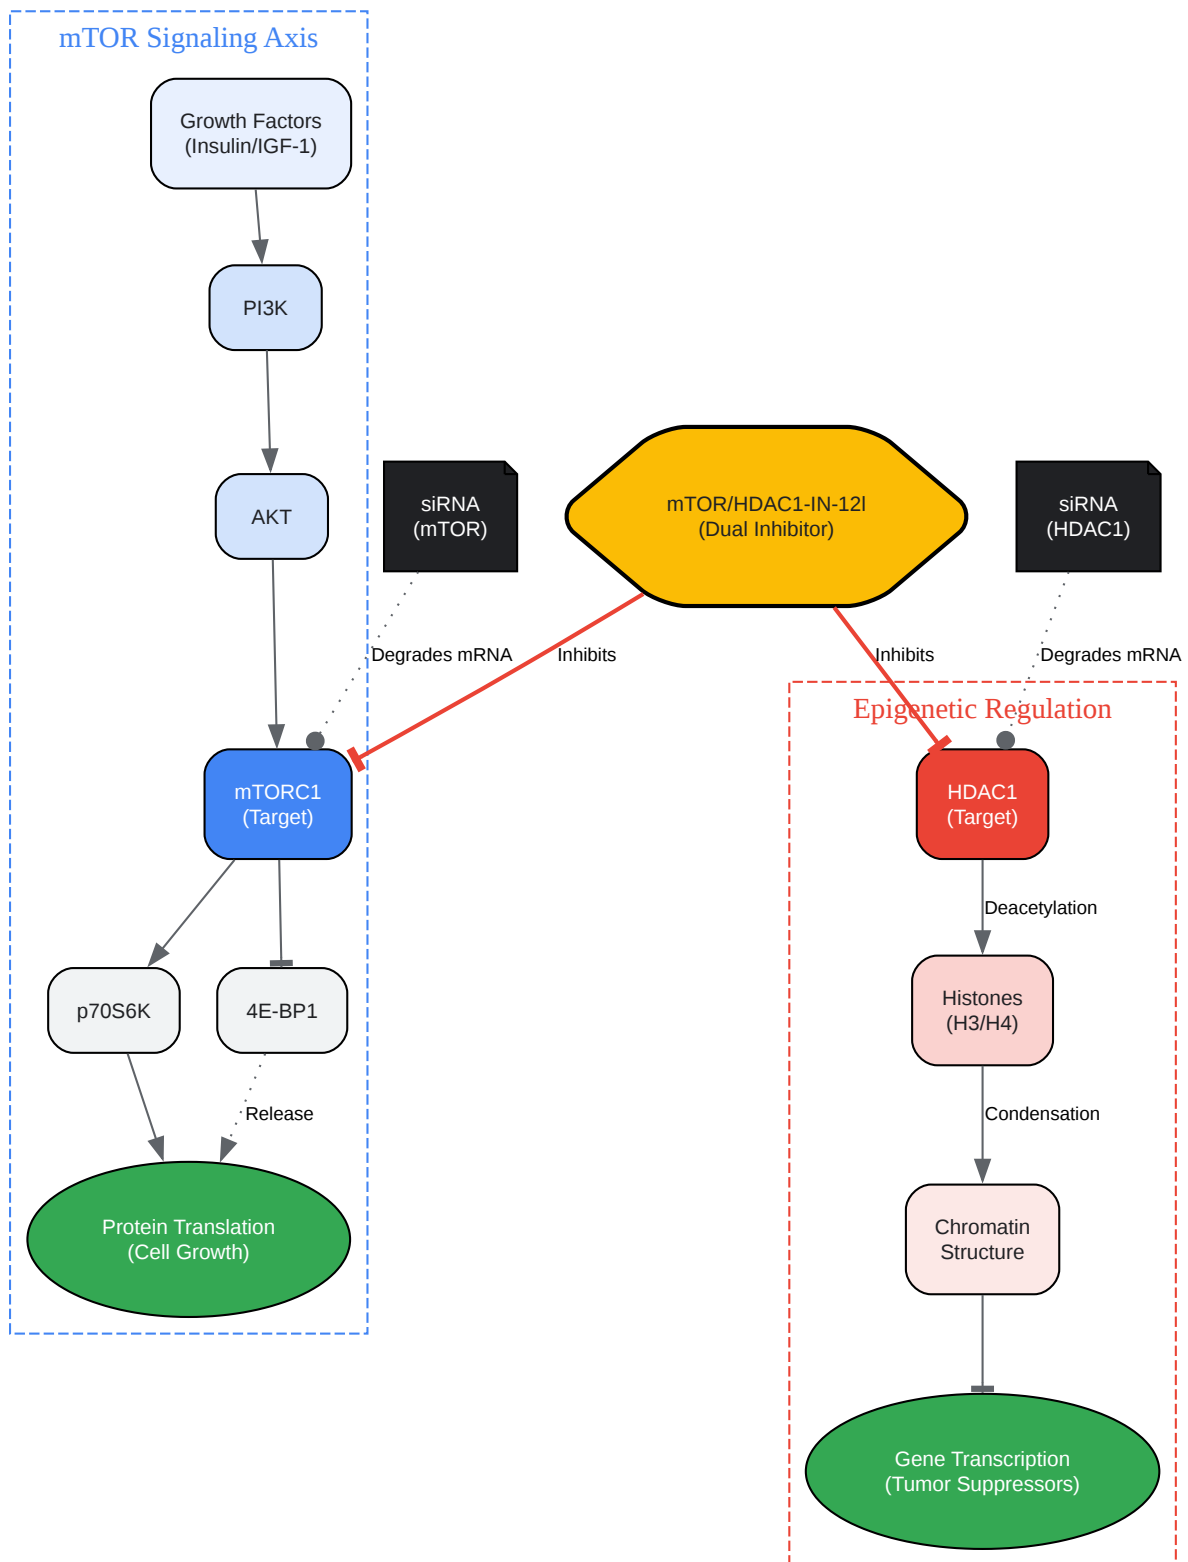 mTOR Signaling Axis
Growth Factors
(Insulin/IGF-1)
PI3K
AKT
siRNA
(mTOR)
mTOR/HDAC1-IN-12l
(Dual Inhibitor)
siRNA
(HDAC1)
Degrades mRNA
Inhibits
Inhibits
Degrades mRNA
Epigenetic Regulation
mTORC1
(Target)
HDAC1
(Target)
Deacetylation
p70S6K
4E-BP1
Histones
(H3/H4)
Release
Condensation
Protein Translation
(Cell Growth)
Chromatin
Structure
Gene Transcription
(Tumor Suppressors)